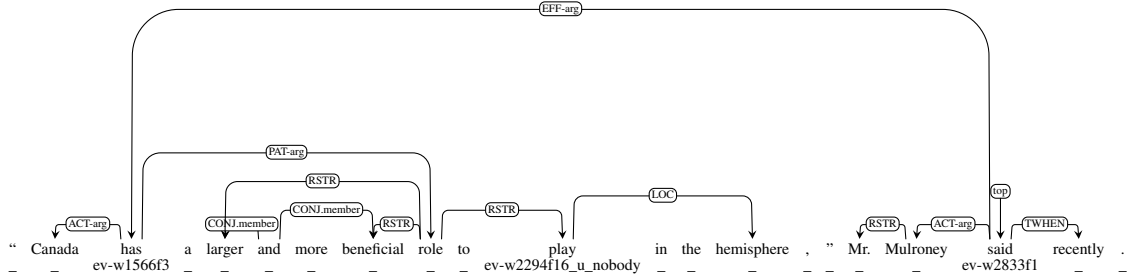 EFF-arg
PAT-arg
RSTR
LOC
CONJ.member RSTR top
ACT-arg CONJ.member RSTR RSTR ACT-arg TWHEN
“ Canada has a larger and more beneficial role to play in the hemisphere , ” Mr. Mulroney said recently .
_ _ ev-w1566f3 _ _ _ _ _ _ _ ev-w2294f16_u_nobody _ _ _ _ _ _ _ ev-w2833f1 _ _